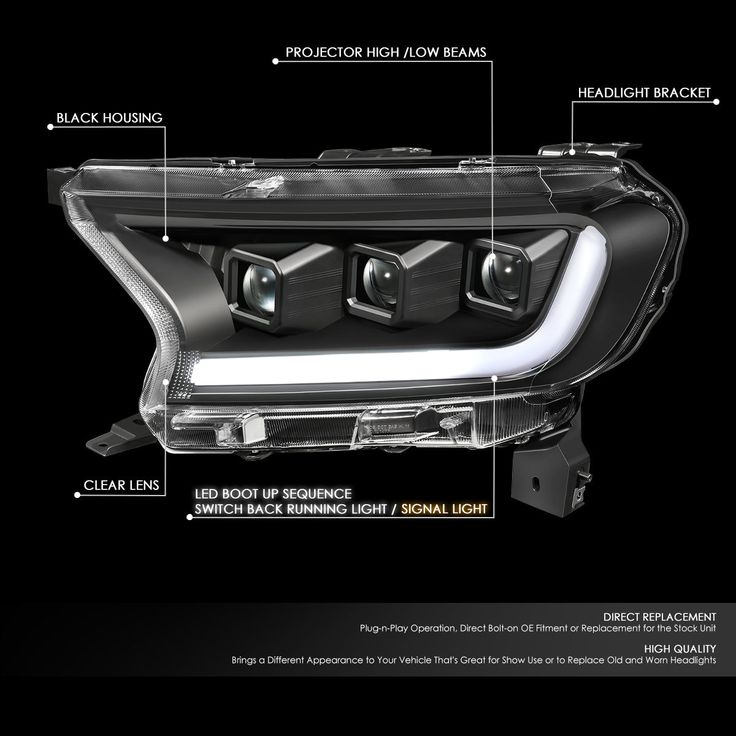 PROJECTOR HIGH /LOW BEAMS
HEADLIGHT BRACKET
BLACK HOUSING
CLEAR LENS
LED BOOT UP SEQUENCE
SWITCH BACK RUNNING LIGHT / SIGNAL LIGHT
DIRECT REPLACEMENT
Plug-n-Play Operation, Direct Bolt-on OE Fitment or Replacement for the Stock Unit
HIGH QUALITY
Brings a Different Appearance to Your Vehicle That's Great for Show Use or to Replace Old and Worn Headlights